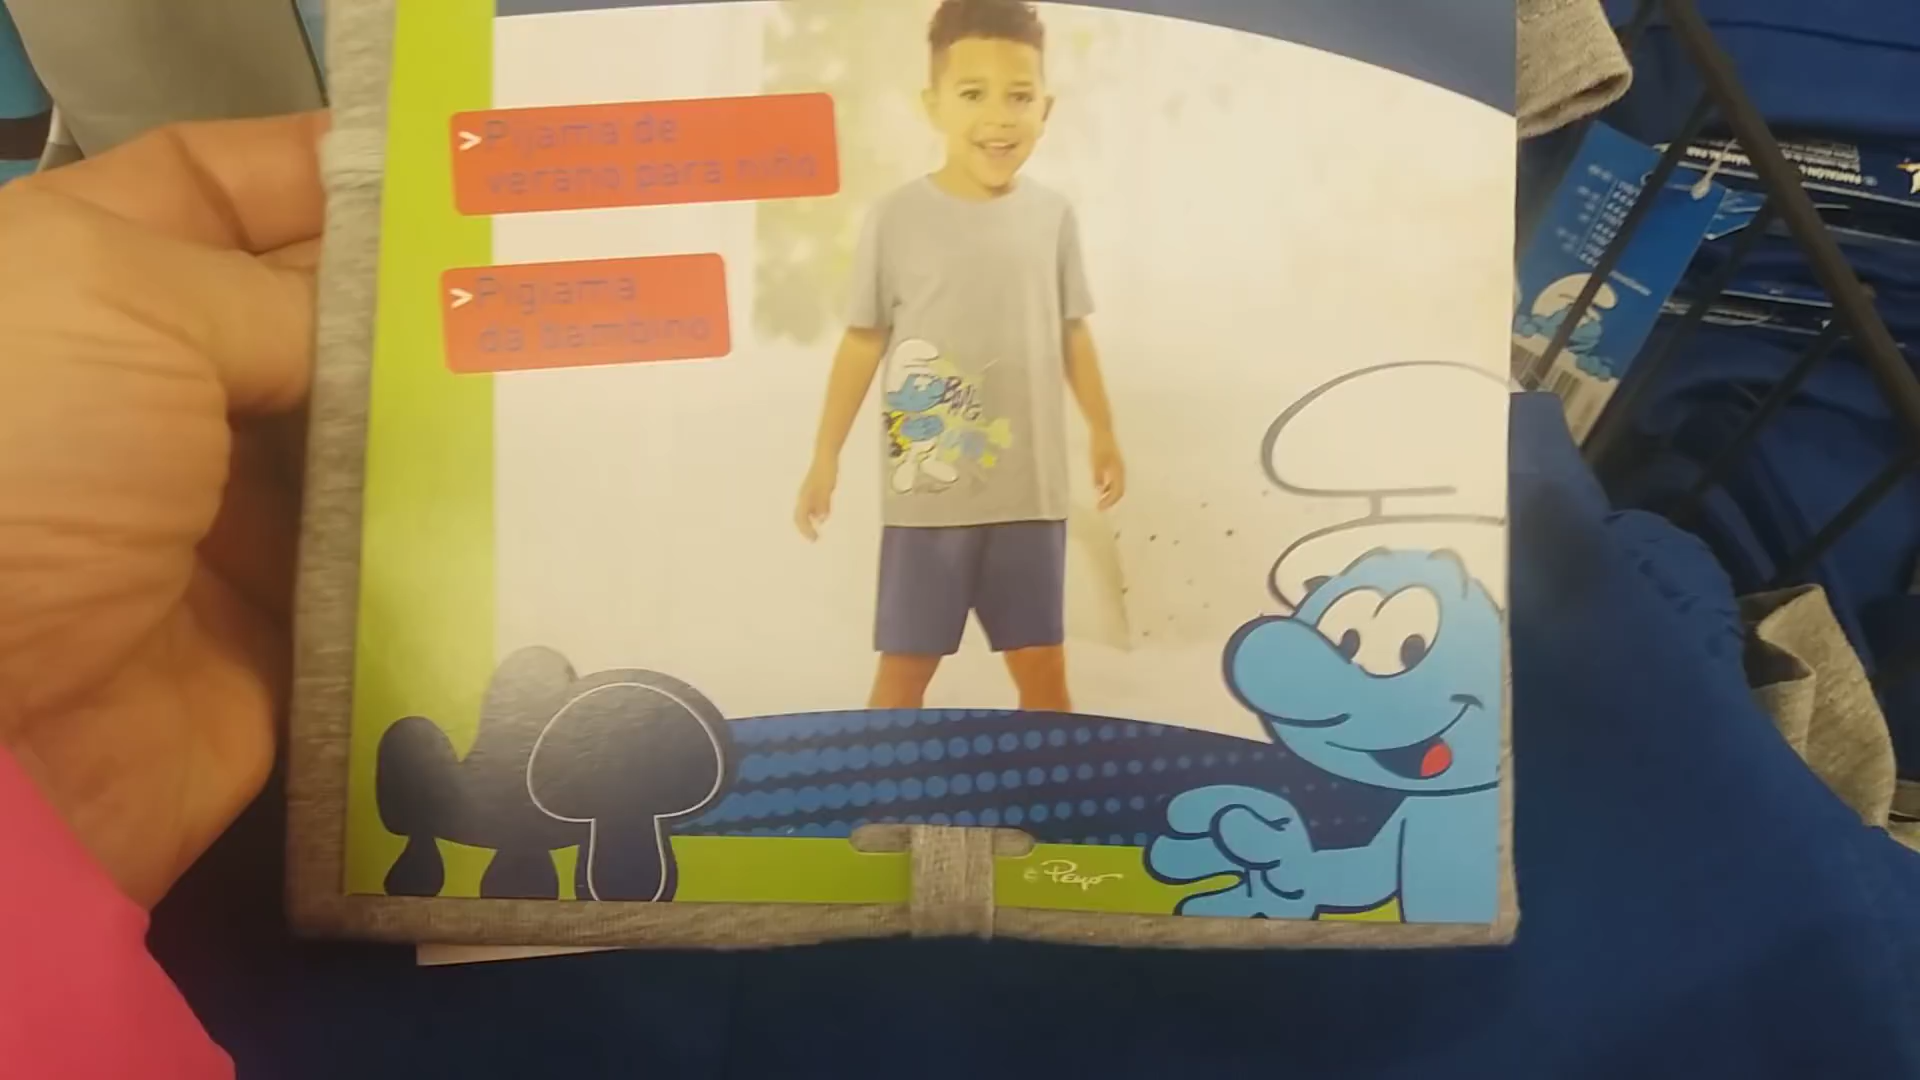 > Pijama de
verano para niño
> Pigiama
da bambino
© Peyo